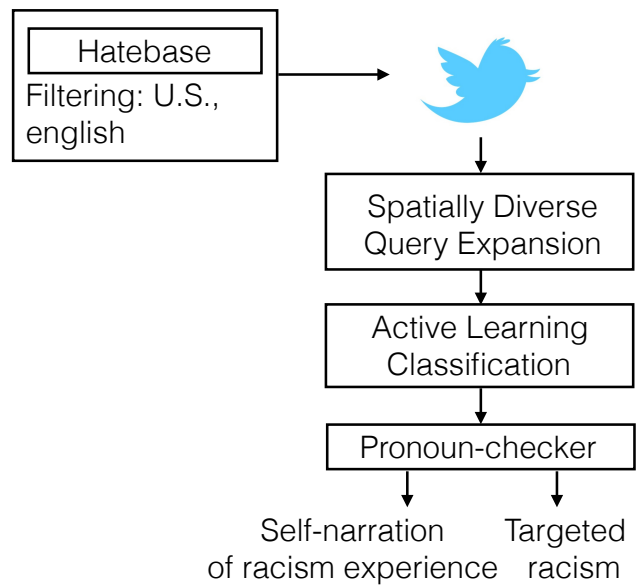 Hatebase
Filtering: U.S.,
english
Spatially Diverse
Query Expansion
Active Learning
Classification
Pronoun-checker
Self-narration
of racism experience
Targeted
racism